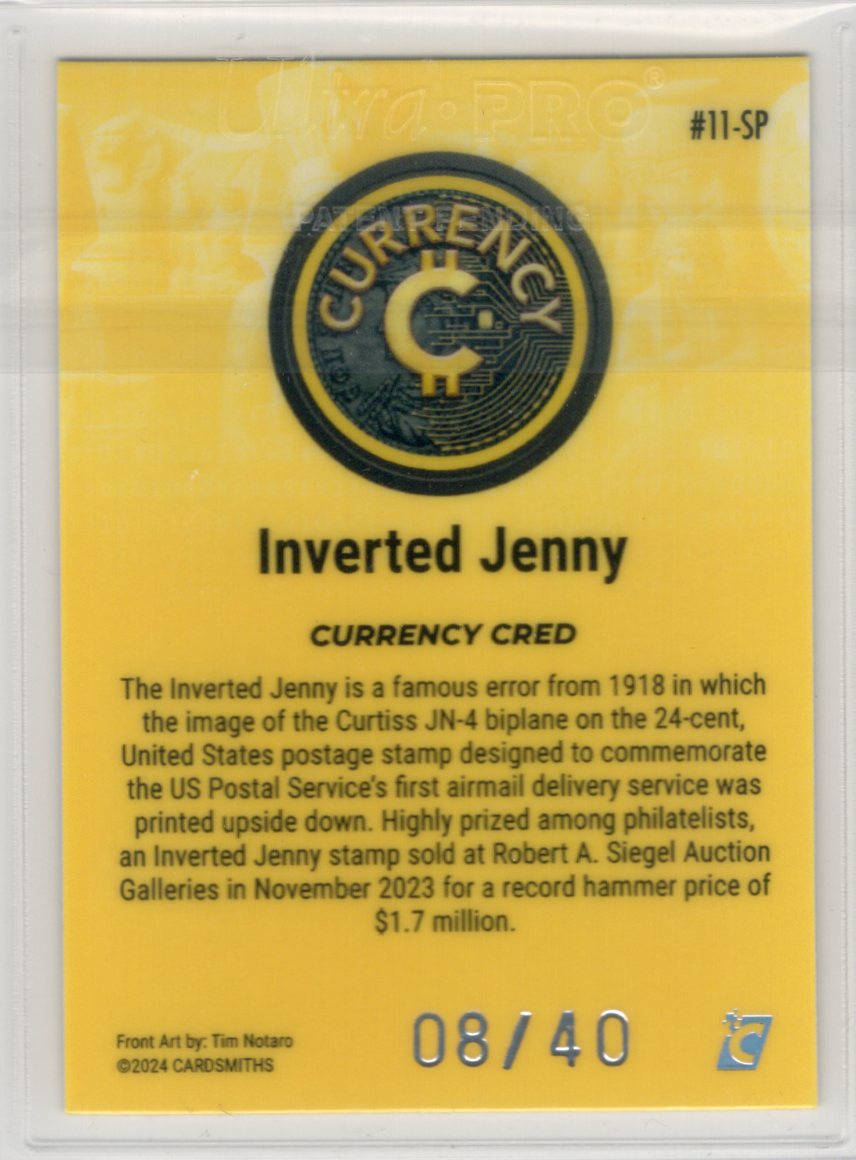 Ultra·PRO®
#11-SP
PATENT PENDING
CURRENCY
C
Inverted Jenny
CURRENCY CRED
The Inverted Jenny is a famous error from 1918 in which
the image of the Curtiss JN-4 biplane on the 24-cent,
United States postage stamp designed to commemorate
the US Postal Service's first airmail delivery service was
printed upside down. Highly prized among philatelists,
an Inverted Jenny stamp sold at Robert A. Siegel Auction
Galleries in November 2023 for a record hammer price of
$1.7 million.
Front Art by: Tim Notaro
©2024 CARDSMITHS
08/40
C